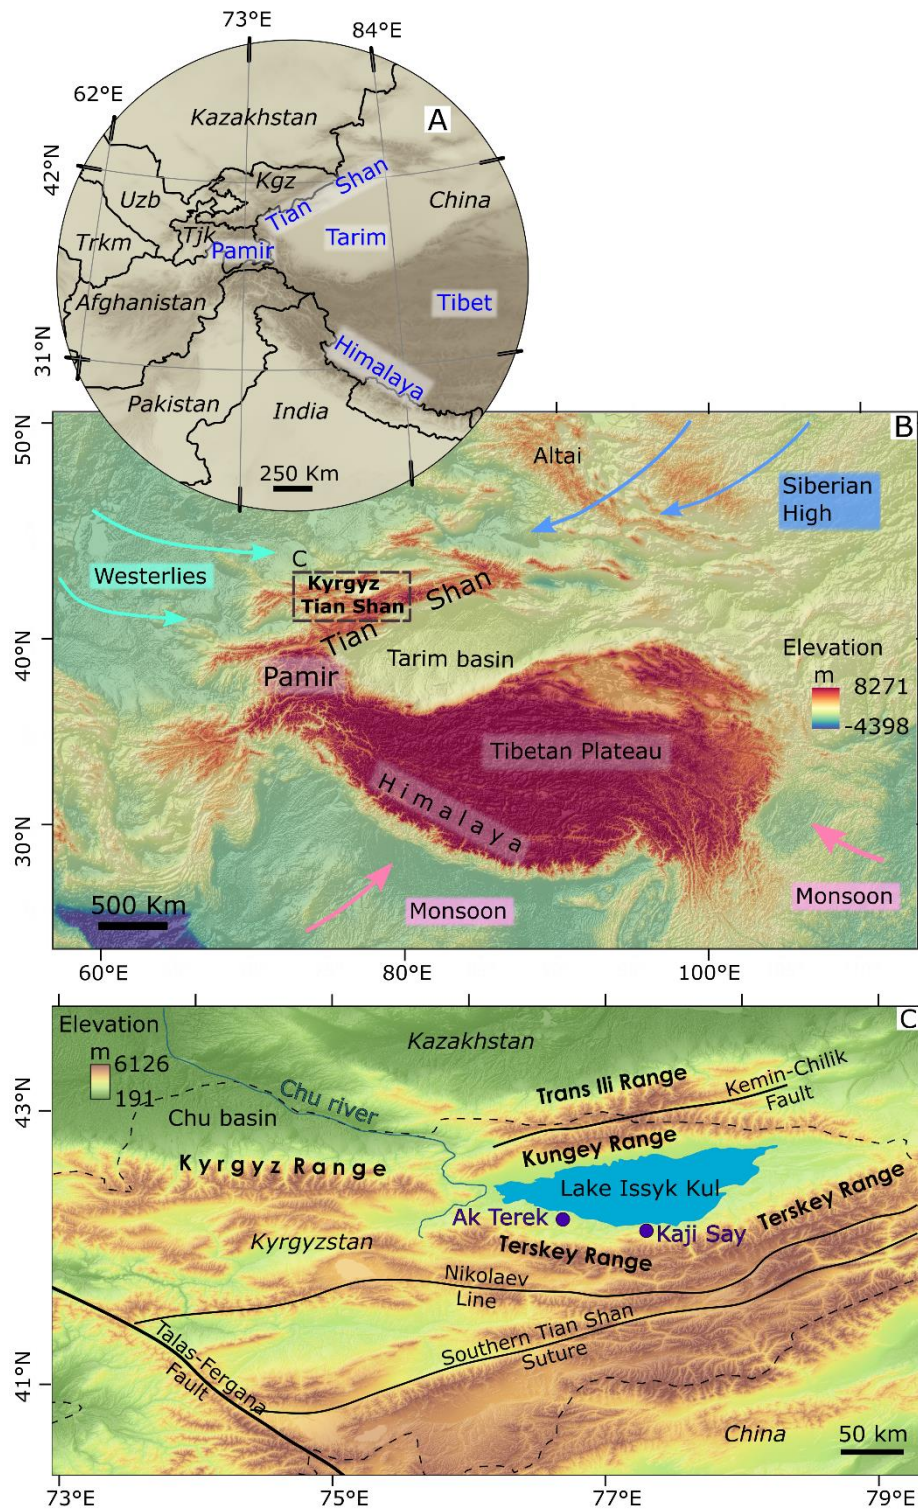 73°E
84°E
62°E
A
Kazakhstan
42°N
Kgz
Tian Shan
Uzb
China
Tjk
Trkm
Pamir
Tarim
Afghanistan
Tibet
31°N
Himalaya
Pakistan
India
250 Km
B
50°N
Altai
Siberian
High
C
Westerlies
Kyrgyz
Tian Shan
Tian Shan
40°N
Tarim basin
Elevation
Pamir
m
8271
-4398
Tibetan Plateau
Himalaya
30°N
500 Km
Monsoon
Monsoon
60°E
80°E
100°E
C
Elevation
m
6126
191
Kazakhstan
43°N
Chu basin
Chu river
Trans Ili Range
Kemin-Chilik
Fault
Kyrgyz Range
Kungey Range
Lake Issyk Kul
Terskey Range
Ak Terek
Kaji Say
Kyrgyzstan
Terskey Range
Nikolaev
Line
Southern Tian Shan
Suture
Talas-Fergana
Fault
41°N
China
50 km
73°E
75°E
77°E
79°E